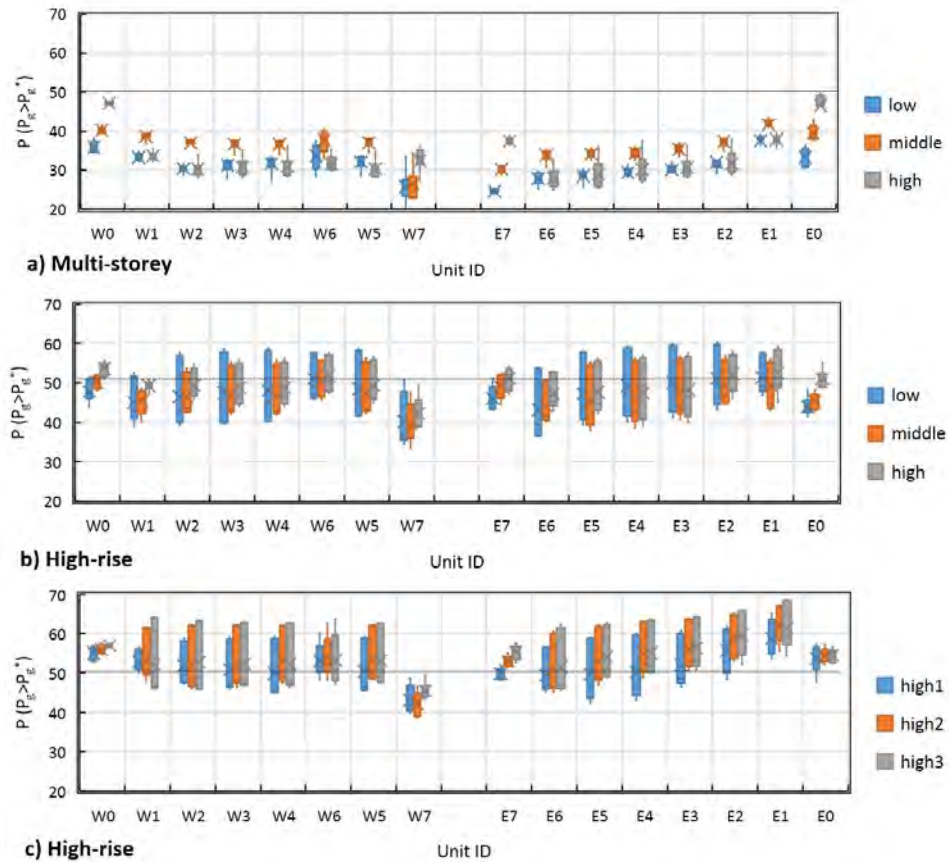 70
60
50
40
30
20
P (Pg>Pg*)
low
middle
high
W0 W1 W2 W3 W4 W6 W5 W7 E7 E6 E5 E4 E3 E2 E1 E0
a) Multi-storey
Unit ID
70
60
50
40
30
20
P (Pg>Pg*)
low
middle
high
W0 W1 W2 W3 W4 W6 W5 W7 E7 E6 E5 E4 E3 E2 E1 E0
b) High-rise
Unit ID
70
60
50
40
30
20
P (Pg>Pg*)
high1
high2
high3
W0 W1 W2 W3 W4 W6 W5 W7 E7 E6 E5 E4 E3 E2 E1 E0
c) High-rise
Unit ID